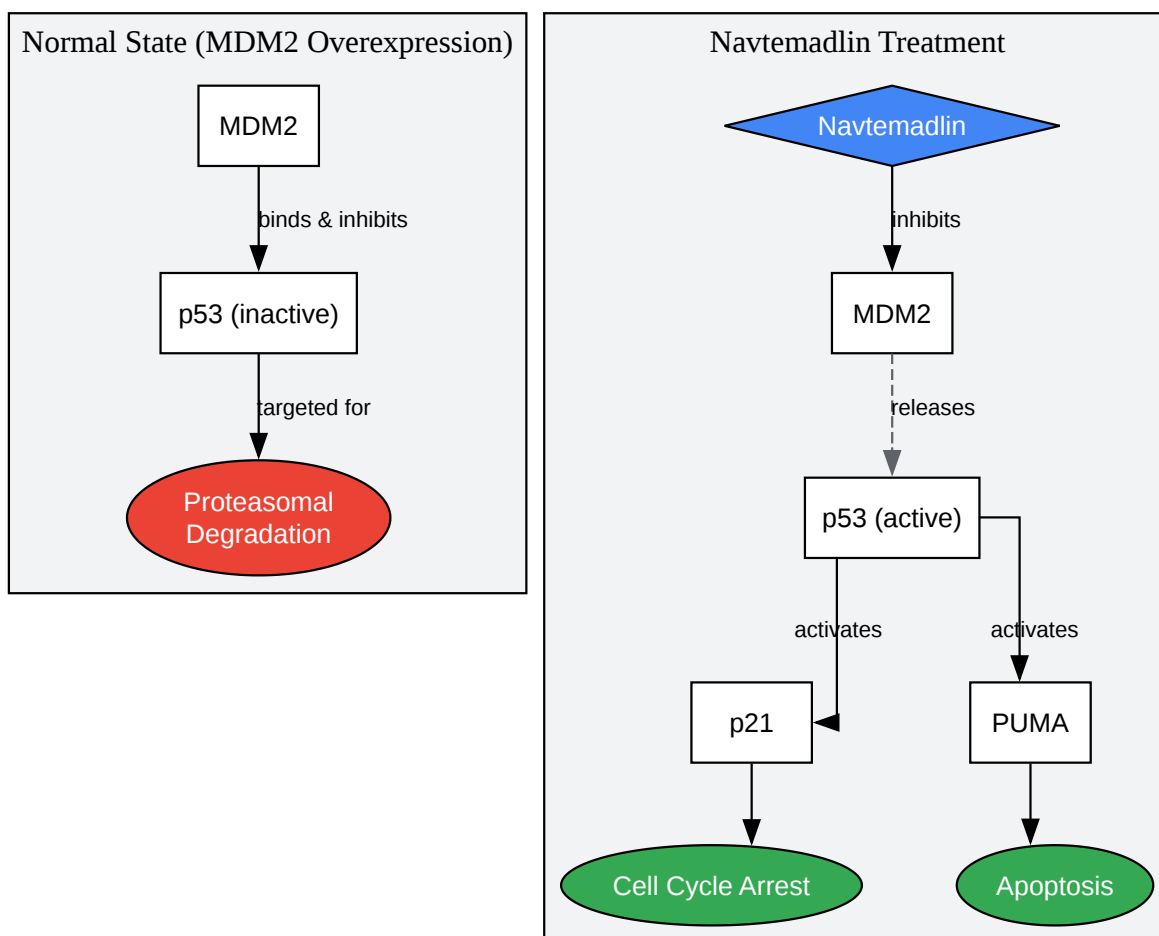 Normal State (MDM2 Overexpression)
MDM2
binds & inhibits
p53 (inactive)
targeted for
Proteasomal
Degradation
Navtemadlin Treatment
Navtemadlin
inhibits
MDM2
releases
p53 (active)
activates
activates
p21
PUMA
Cell Cycle Arrest
Apoptosis